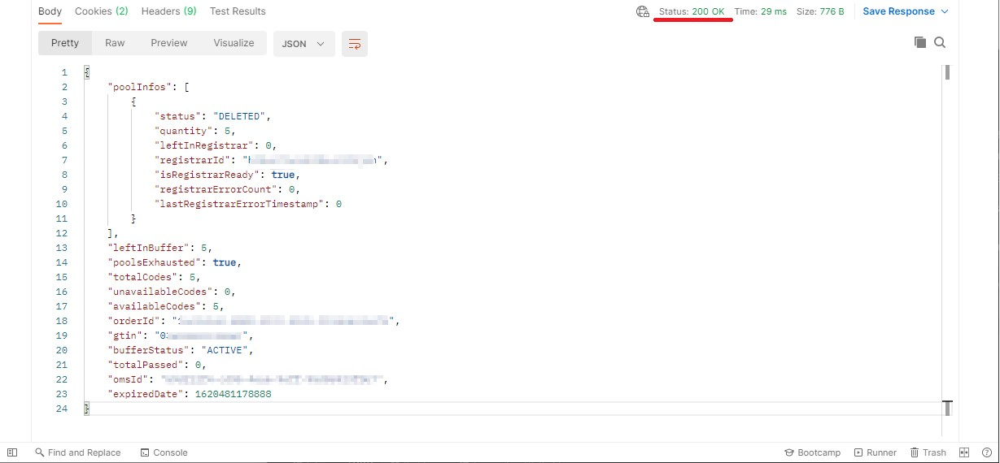 Body Cookies (2) Headers (9) Test Results Status: 200 OK Time: 29 ms Size: 776 B Save Response
Pretty Raw Preview Visualize JSON
1 {
2 "poolInfos": [
3 {
4 "status": "DELETED",
5 "quantity": 5,
6 "leftInRegistrar": 0,
7 "registrarId": "",
8 "isRegistrarReady": true,
9 "registrarErrorCount": 0,
10 "lastRegistrarErrorTimestamp": 0
11 }
12 ],
13 "leftInBuffer": 5,
14 "poolsExhausted": true,
15 "totalCodes": 5,
16 "unavailableCodes": 0,
17 "availableCodes": 5,
18 "orderId": "",
19 "gtin": "0",
20 "bufferStatus": "ACTIVE",
21 "totalPassed": 0,
22 "omsId": "",
23 "expiredDate": 1620481178888
24 }
Find and Replace Console Bootcamp Runner Trash